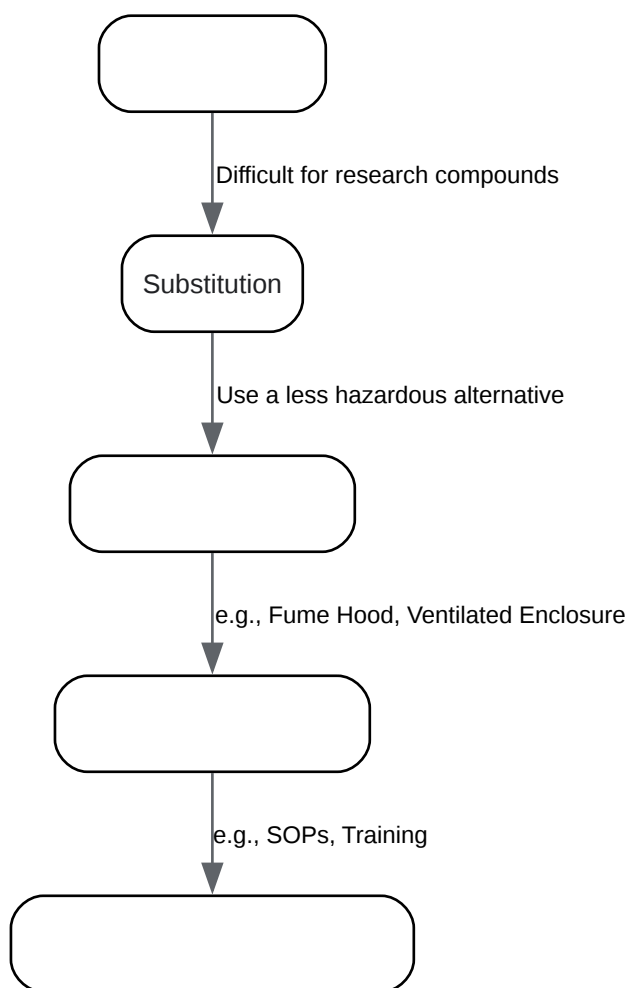 Difficult for research compounds
Substitution
Use a less hazardous alternative
e.g., Fume Hood, Ventilated Enclosure
e.g., SOPs, Training